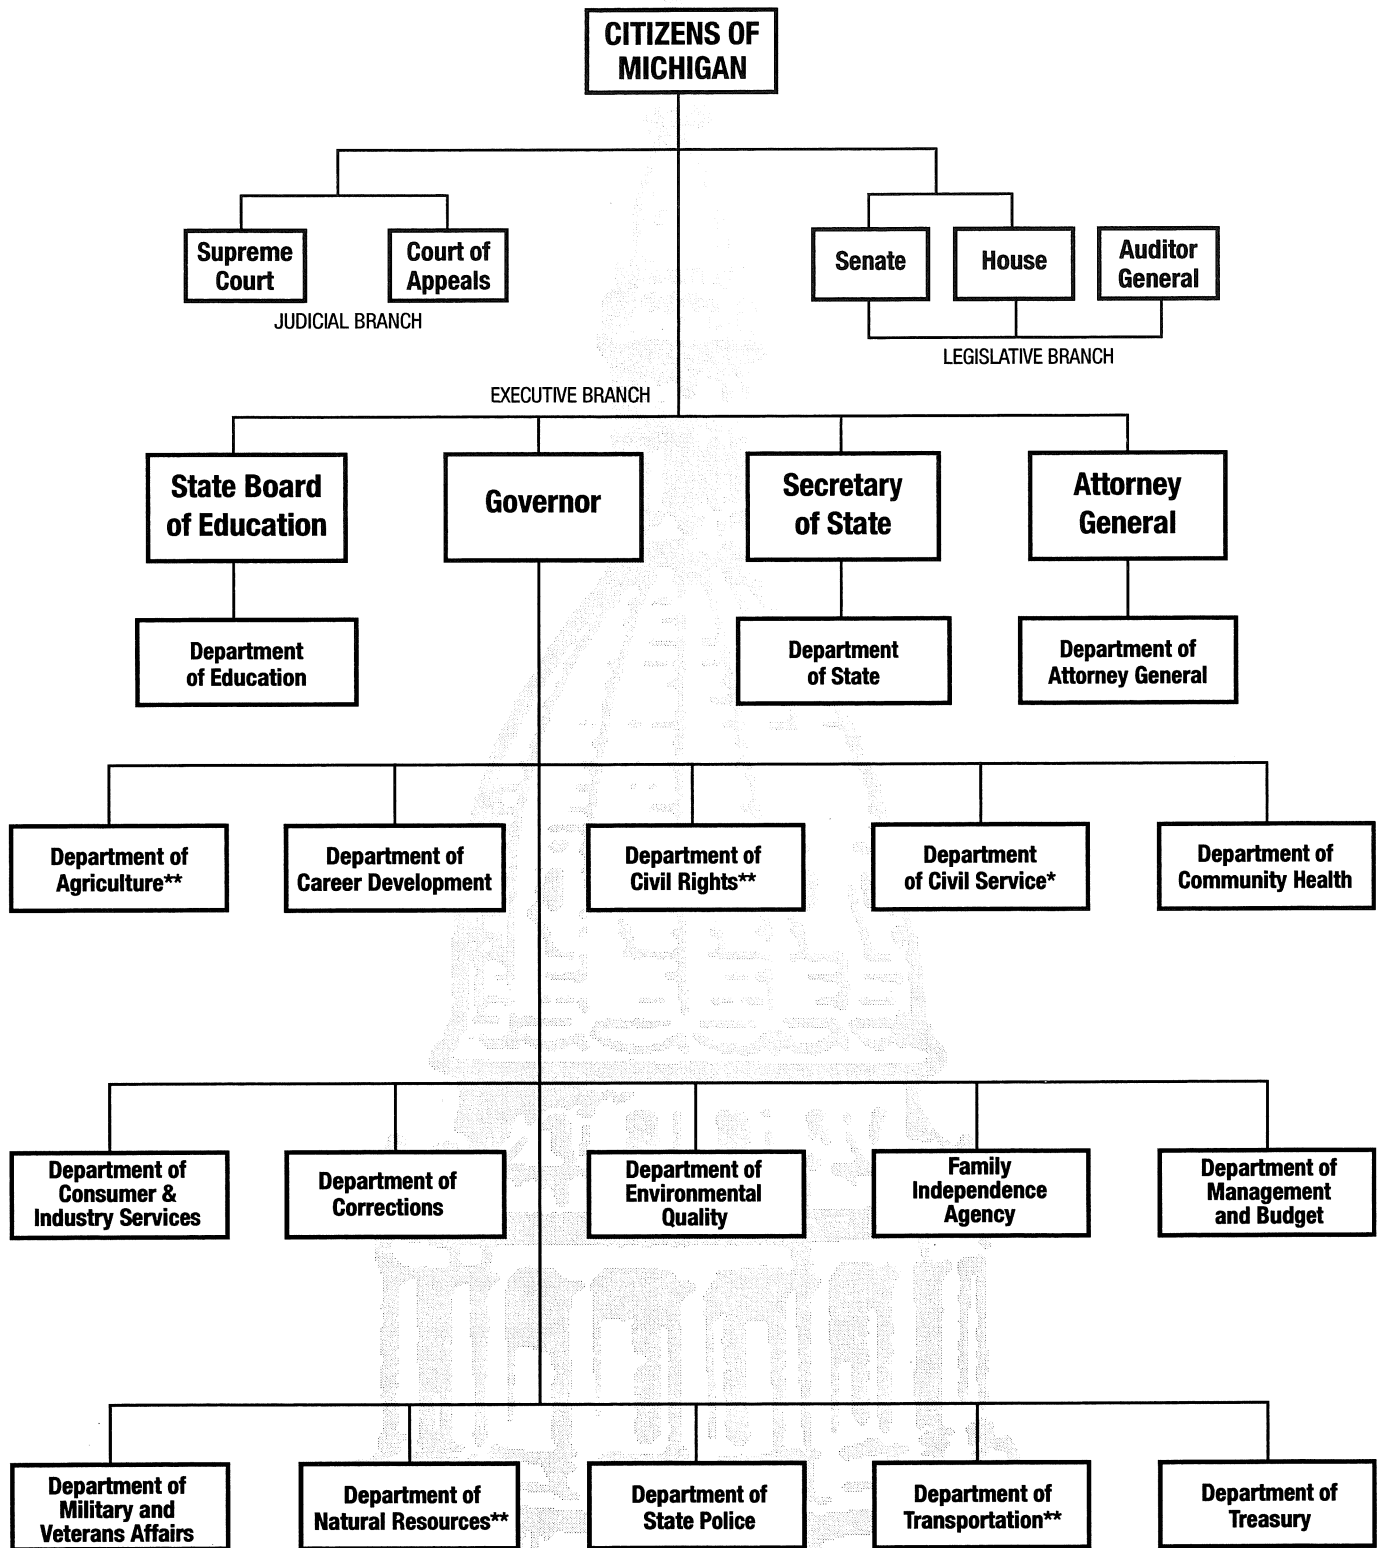 CITIZENS OF
MICHIGAN
Supreme
Court
Court of
Appeals
JUDICIAL BRANCH
Senate
House
Auditor
General
LEGISLATIVE BRANCH
EXECUTIVE BRANCH
State Board
of Education
Governor
Secretary
of State
Attorney
General
Department
of Education
Department
of State
Department of
Attorney General
Department of
Agriculture**
Department of
Career Development
Department of
Civil Rights**
Department
of Civil Service*
Department of
Community Health
Department of
Consumer &
Industry Services
Department of
Corrections
Department of
Environmental
Quality
Family
Independence
Agency
Department of
Management
and Budget
Department of
Military and
Veterans Affairs
Department of
Natural Resources**
Department of
State Police
Department of
Transportation**
Department of
Treasury